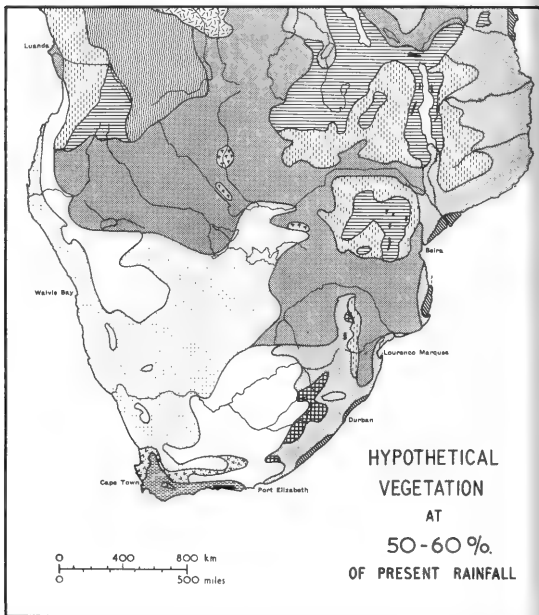 Luanda
Beira
Walvis Bay
Lourenco Marques
Durban
Cape Town
Port Elizabeth
HYPOTHETICAL
VEGETATION
AT
50-60%.
OF PRESENT RAINFALL
0 400 800 km
0 500 miles